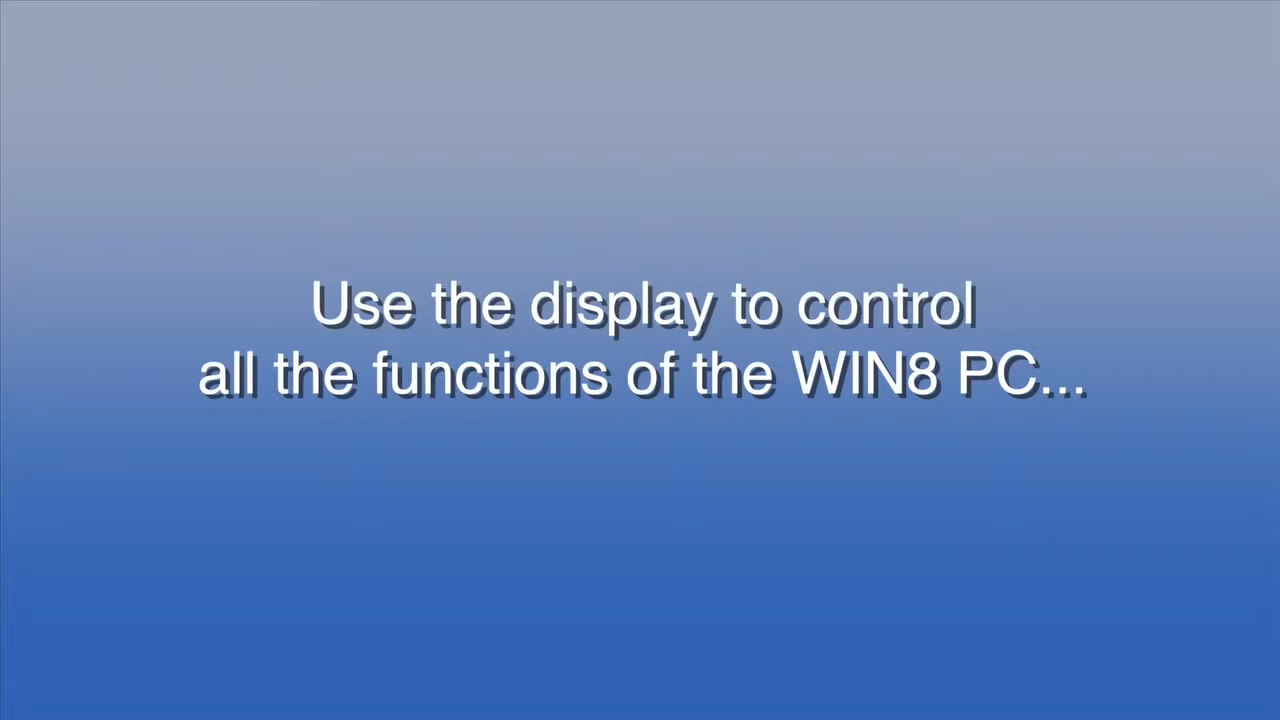 Use the display to control
all the functions of the WIN8 PC...